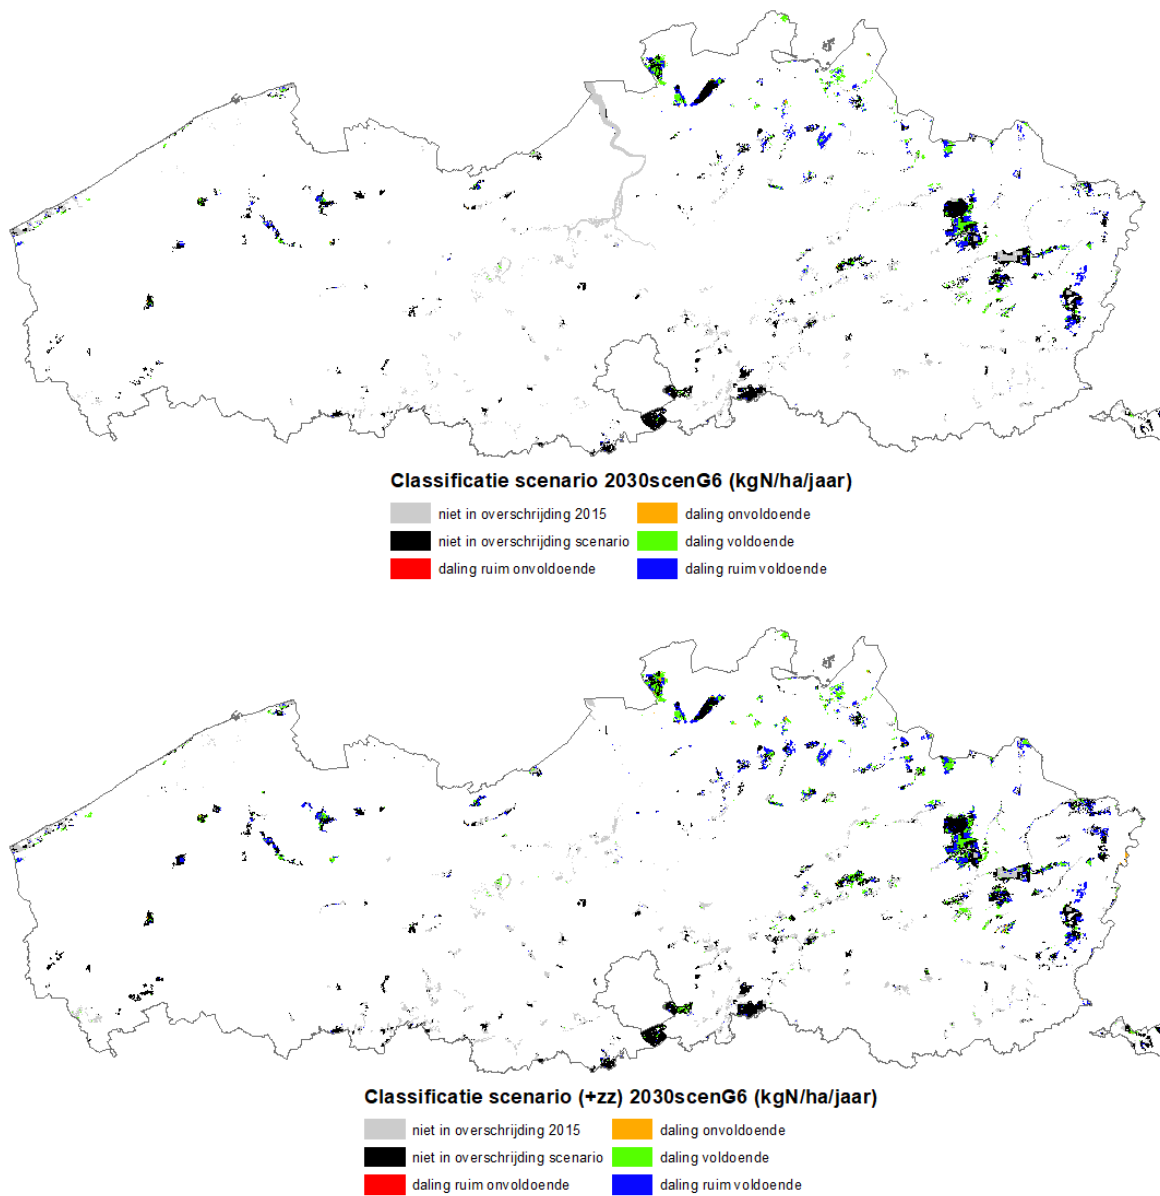 Classificatie scenario 2030scenG6 (kgN/ha/jaar)
niet in overschrijding 2015
daling onvoldoende
niet in overschrijding scenario
daling voldoende
daling ruim onvoldoende
daling ruim voldoende
Classificatie scenario (+zz) 2030scenG6 (kgN/ha/jaar)
niet in overschrijding 2015
daling onvoldoende
niet in overschrijding scenario
daling voldoende
daling ruim onvoldoende
daling ruim voldoende